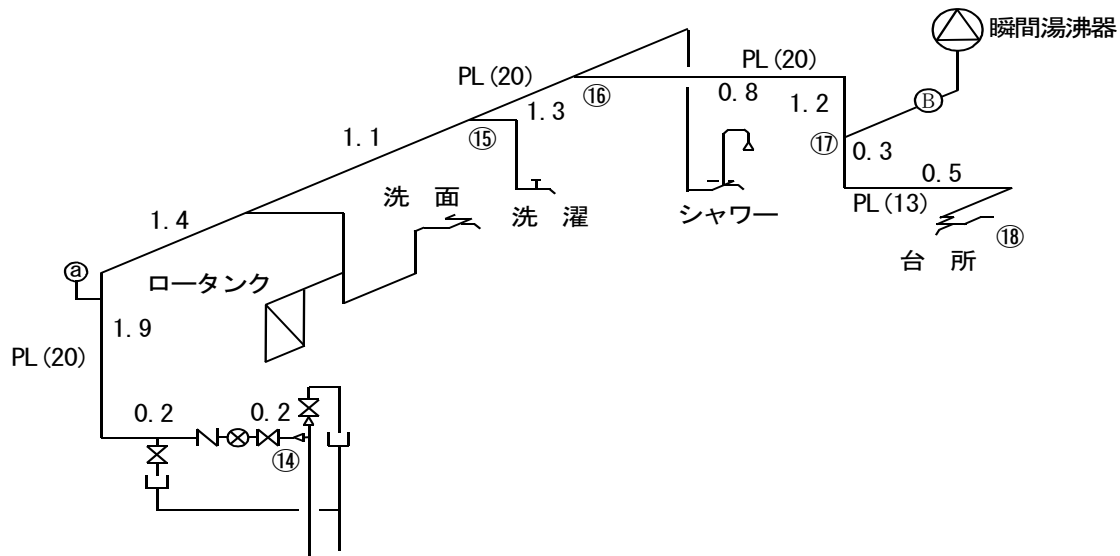 瞬間湯沸器
PL(20)
PL(20)
⑯
0.8
1.2
Ⓑ
1.3
⑮
1.1
⑰
0.3
0.5
洗 面
洗 濯
シャワー
PL(13)
⑱
台 所
1.4
ⓐ
ロータンク
1.9
PL(20)
0.2
0.2
⑭